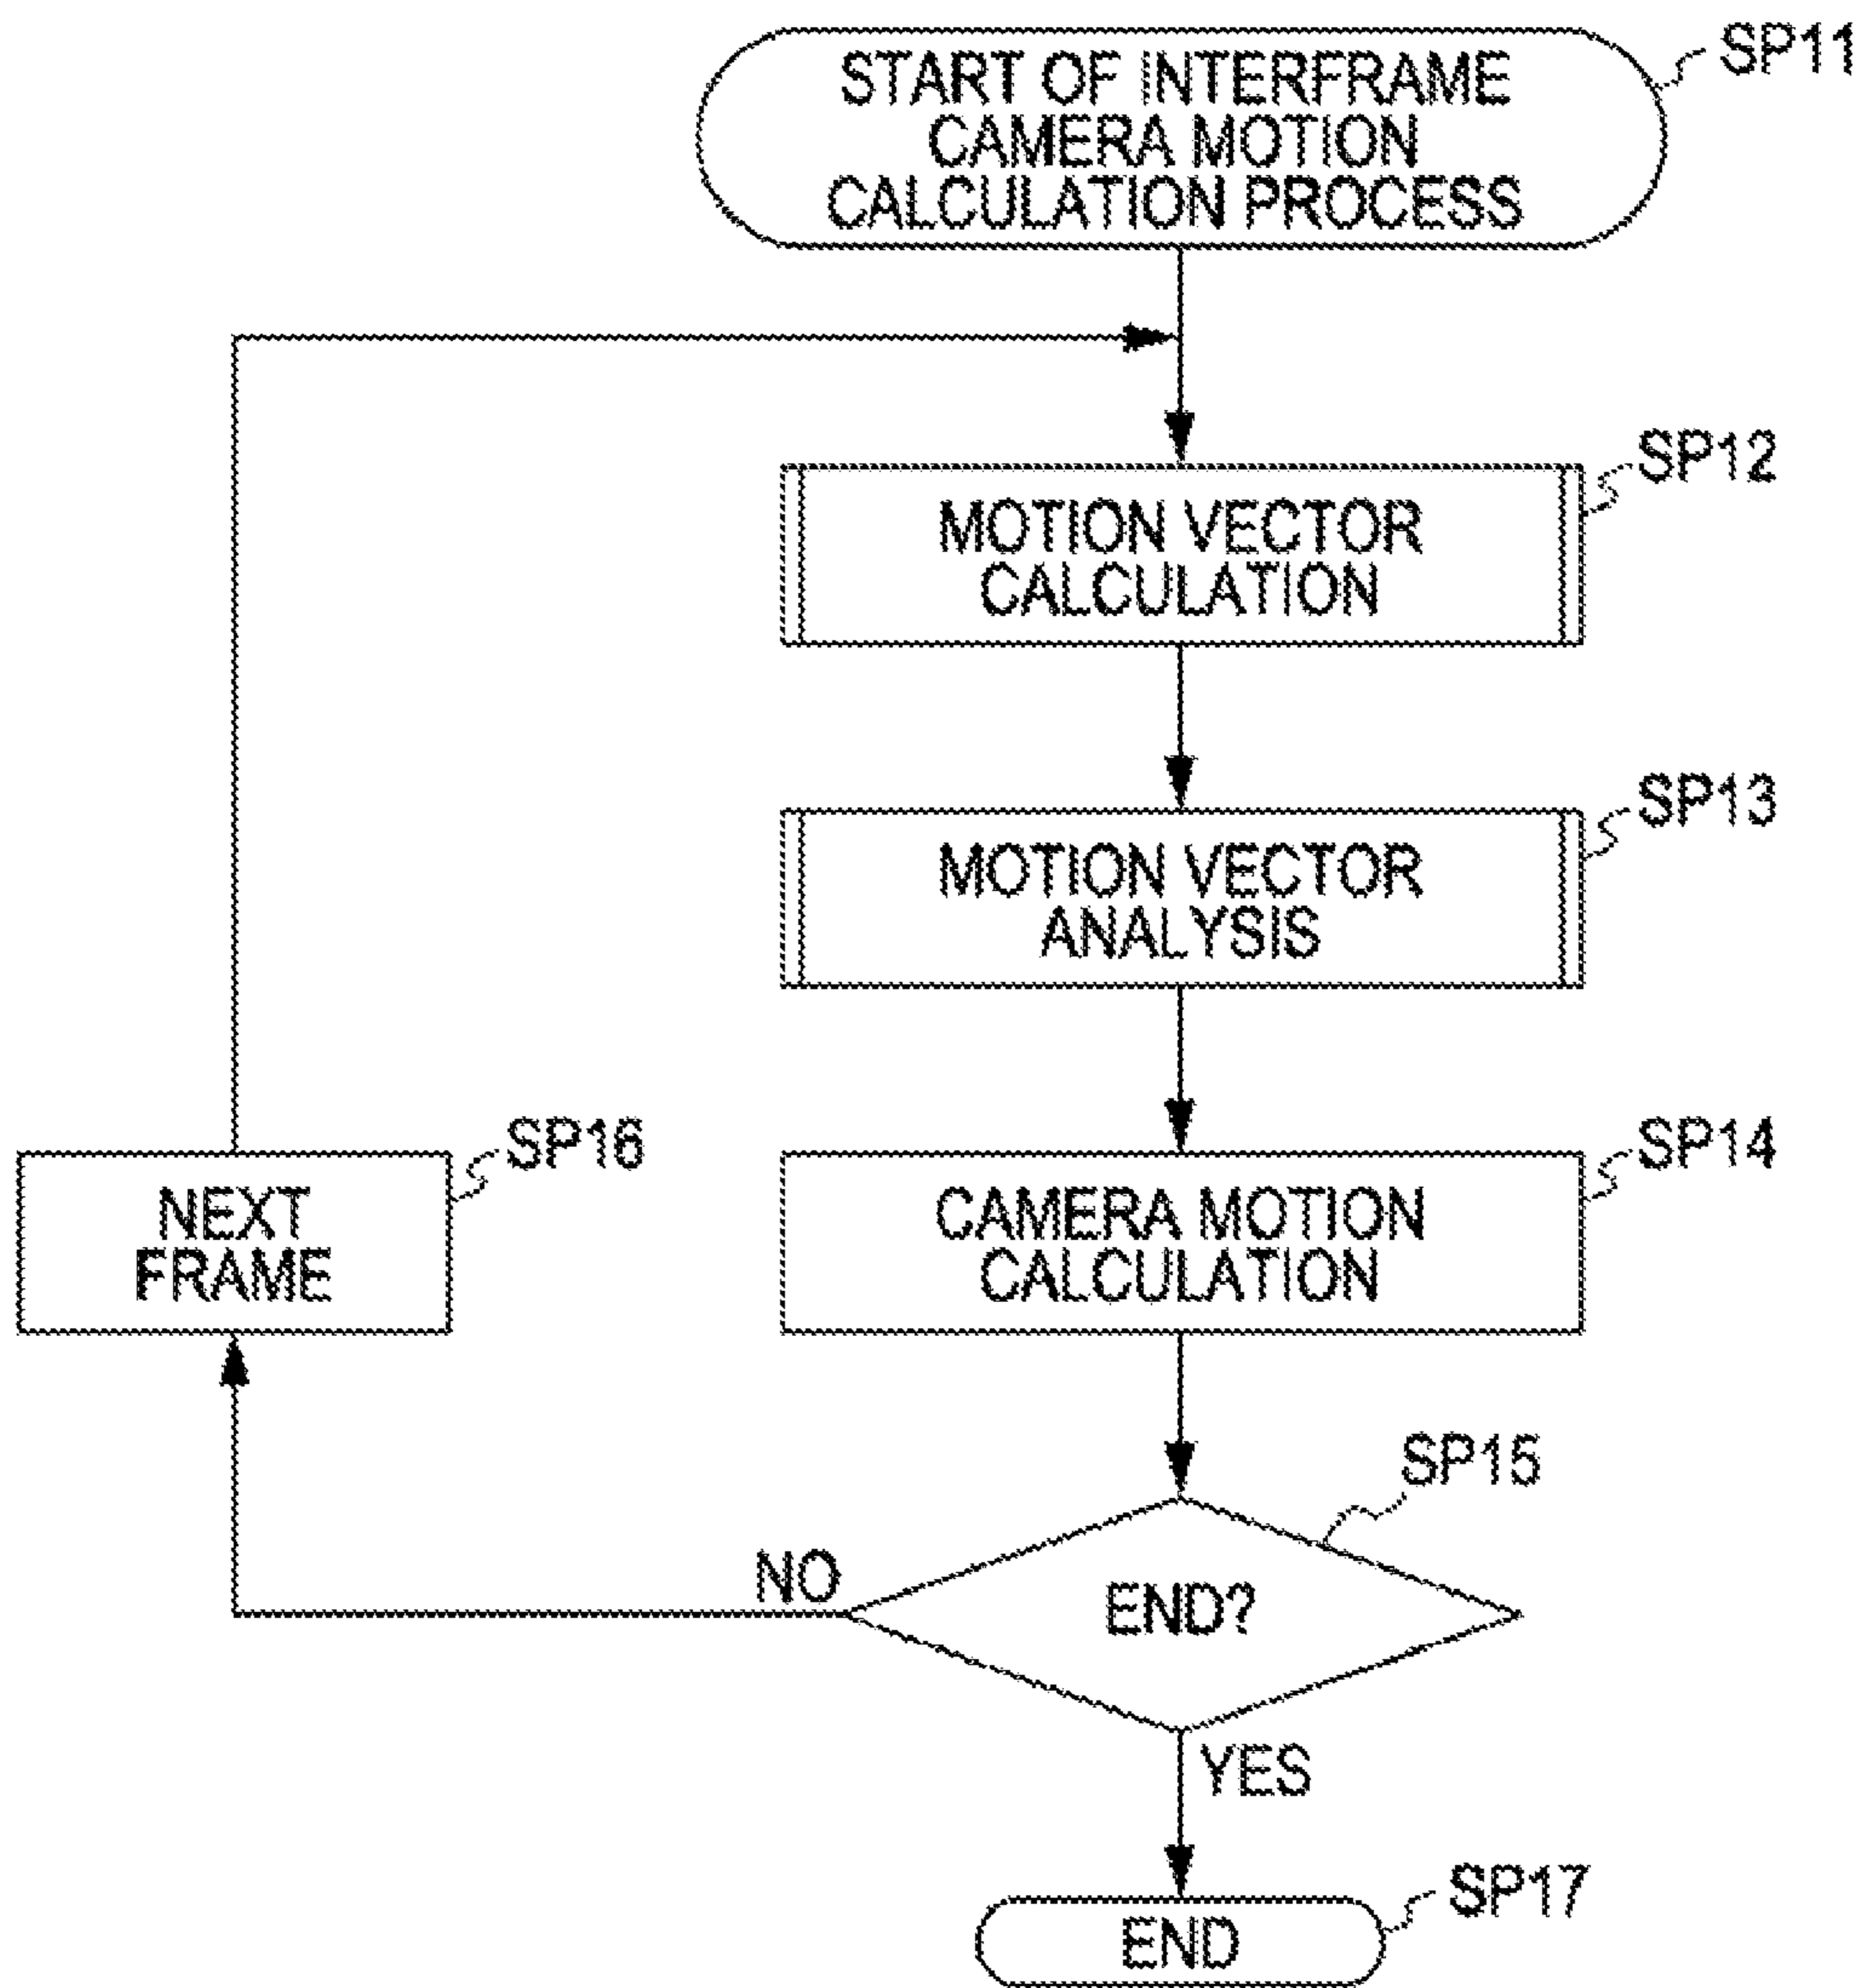 START OF INTERFRAME
CAMERA MOTION
CALCULATION PROCESS
SP11
MOTION VECTOR
CALCULATION
SP12
MOTION VECTOR
ANALYSIS
SP13
CAMERA MOTION
CALCULATION
SP14
NEXT
FRAME
SP16
END?
SP15
NO
YES
END
SP17